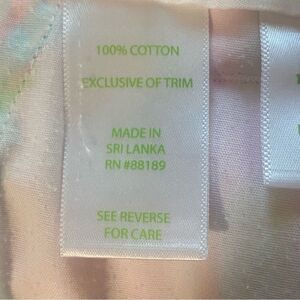 100% COTTON
EXCLUSIVE OF TRIM
MADE IN
SRI LANKA
RN #88189
SEE REVERSE
FOR CARE